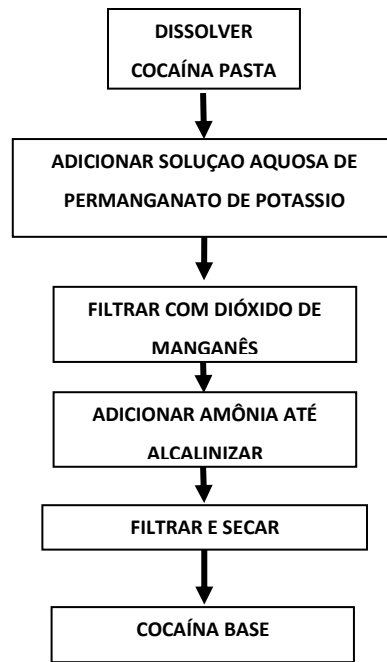 DISSOLVER
COCAÍNA PASTA
ADICIONAR SOLUÇAO AQUOSA DE
PERMANGANATO DE POTASSIO
FILTRAR COM DIÓXIDO DE
MANGANÊS
ADICIONAR AMÔNIA ATÉ
ALCALINIZAR
FILTRAR E SECAR
COCAÍNA BASE